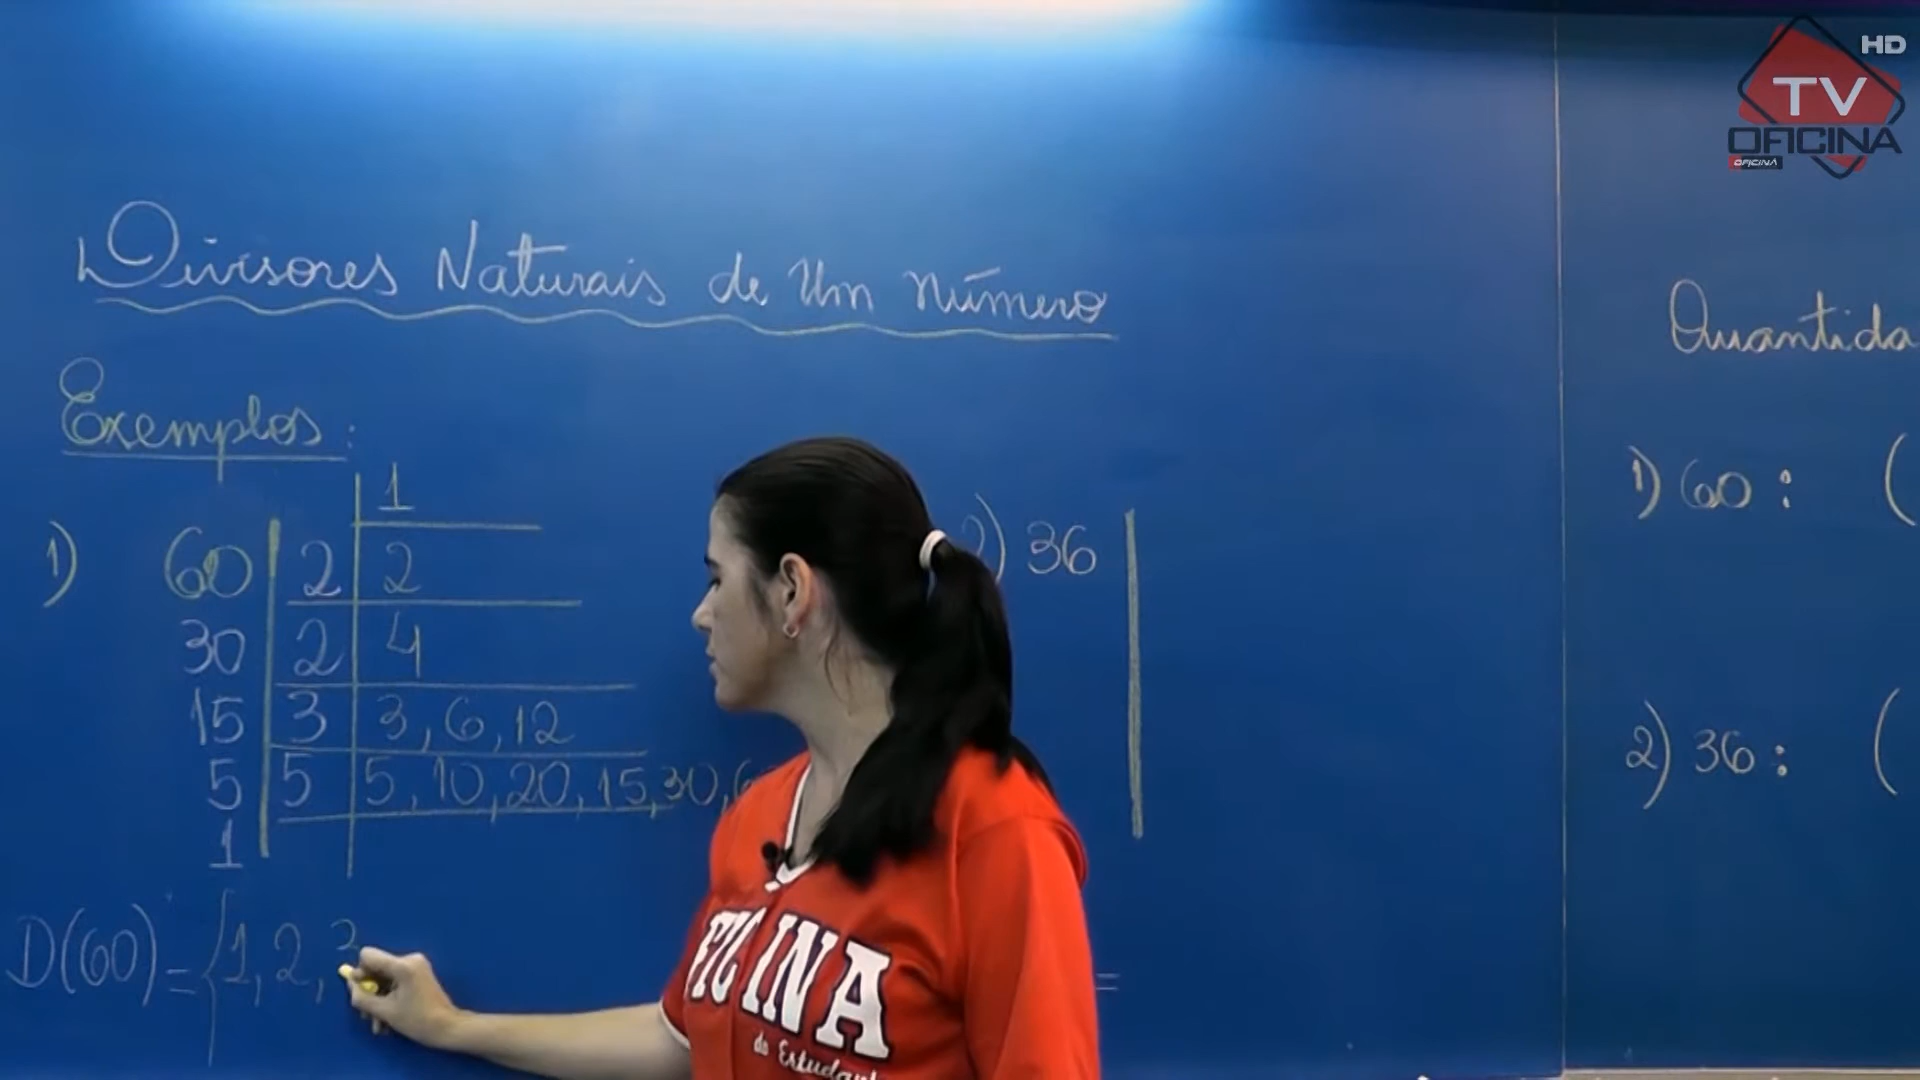 HD
TV
OFICINA
OFICINA
Divisores Naturais de Um Número
Exemplos:
1
1) 60 2 2
30 2 4
15 3 3, 6, 12
5 5 5, 10, 20, 15, 30,
1
D(60) = {1, 2, 3
2) 36
=
1) 60 : (
2) 36 : (
do